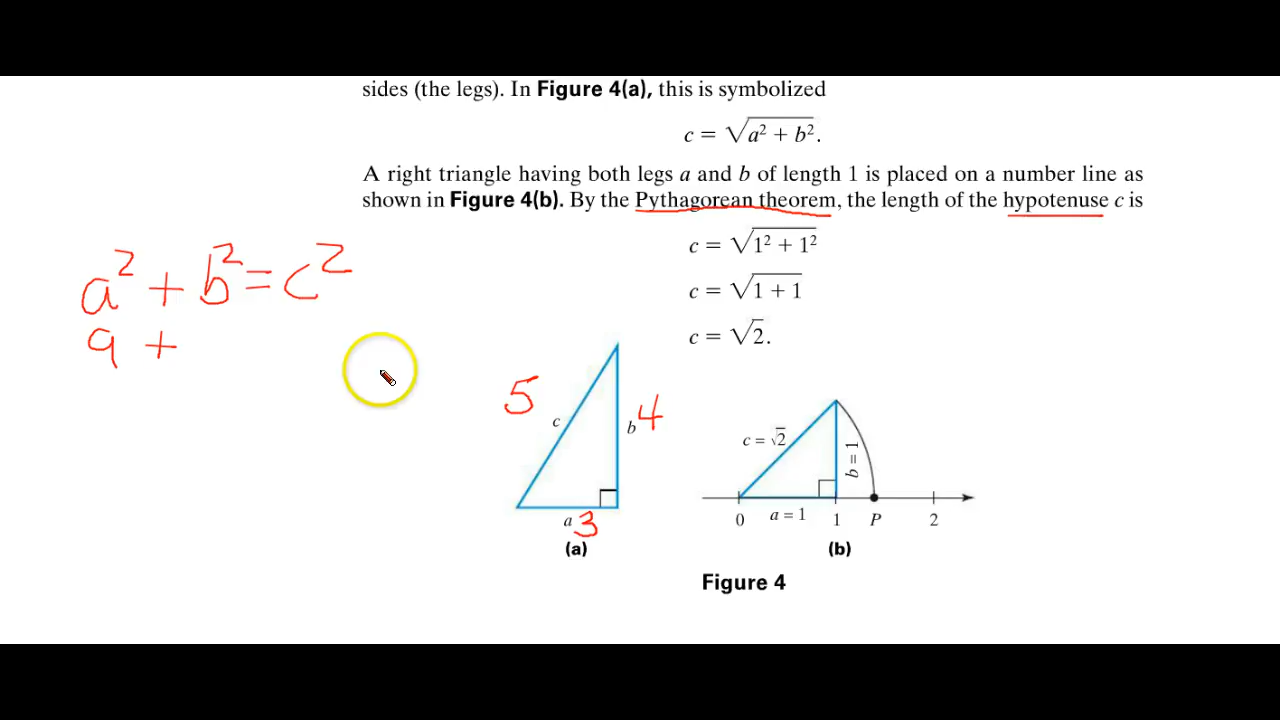 sides (the legs). In Figure 4(a), this is symbolized
c = √a² + b².
A right triangle having both legs a and b of length 1 is placed on a number line as
shown in Figure 4(b). By the Pythagorean theorem, the length of the hypotenuse c is
c = √1² + 1²
c = √1 + 1
c = √2.
a² + b² = c²
9 +
5
c
b
4
a
3
(a)
c = √2
b = 1
0
a = 1
1
P
2
(b)
Figure 4